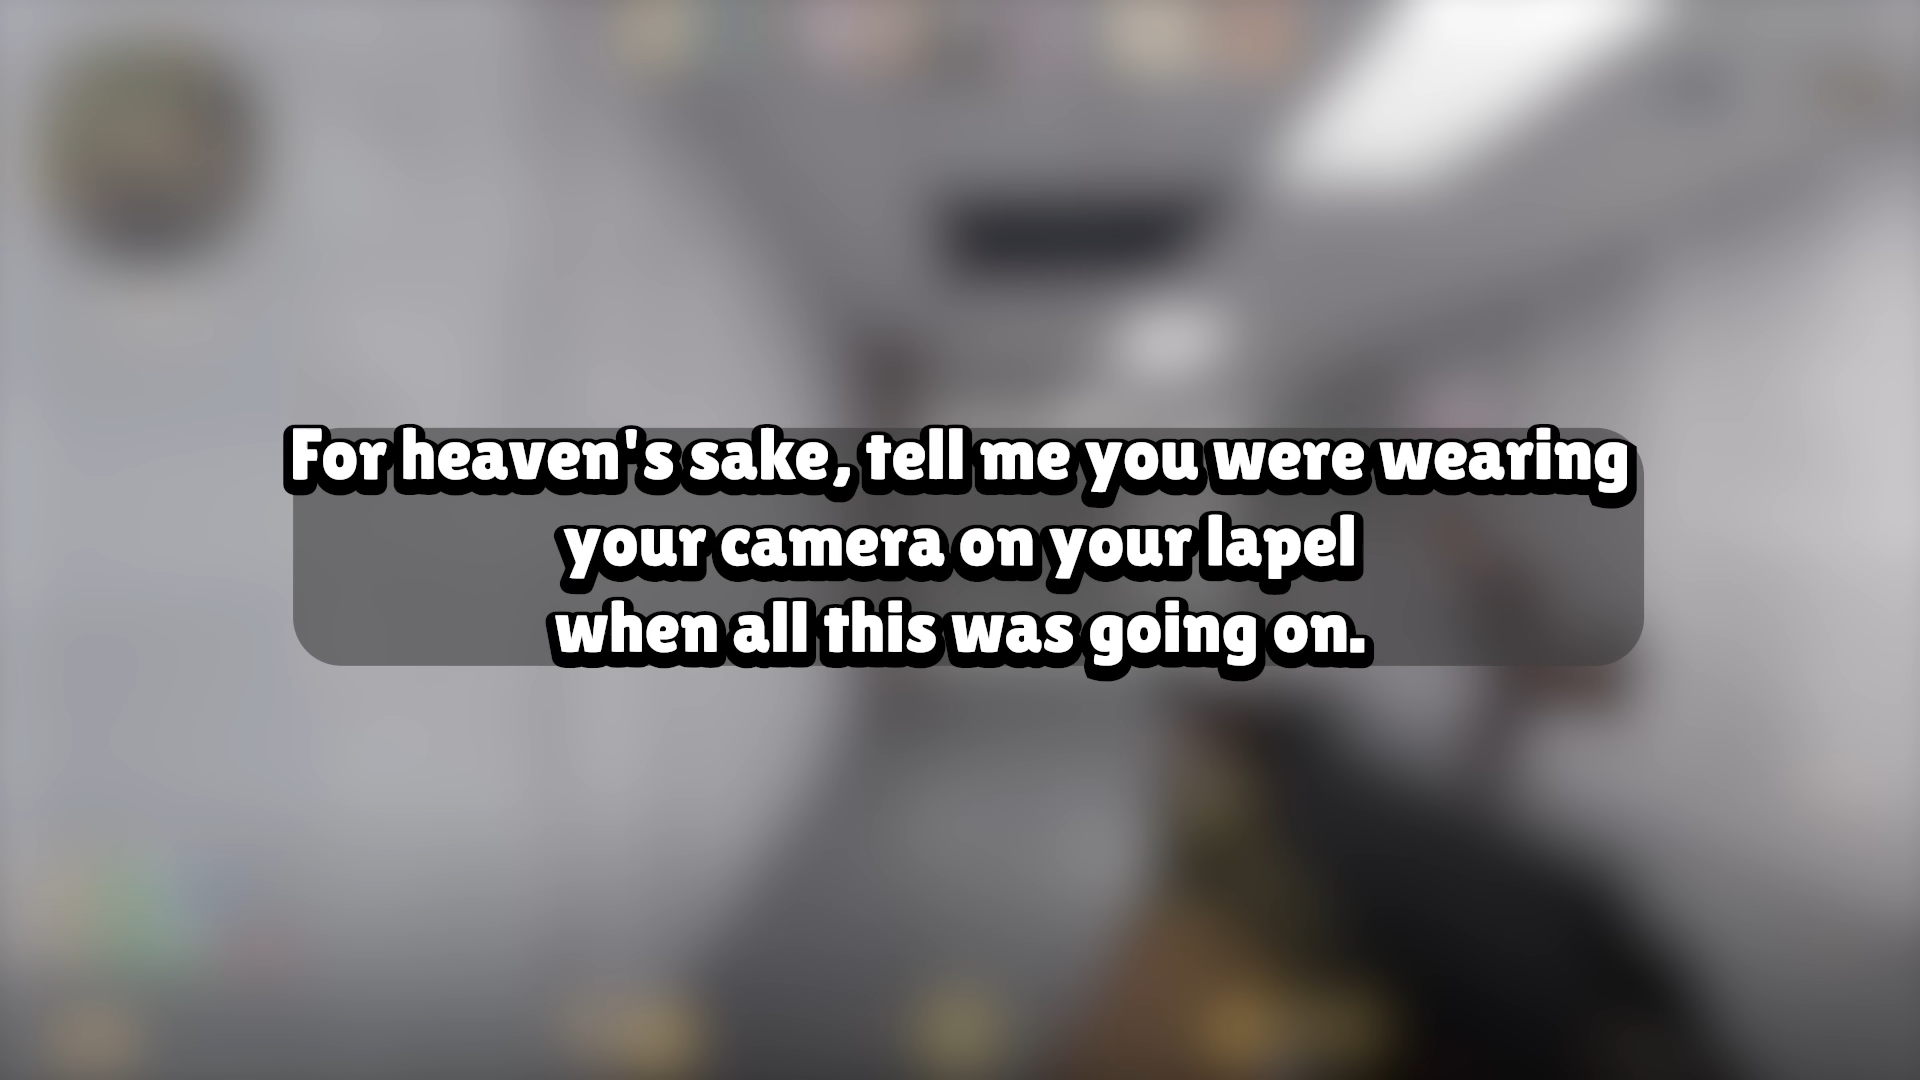 For heaven's sake, tell me you were wearing
your camera on your lapel
when all this was going on.